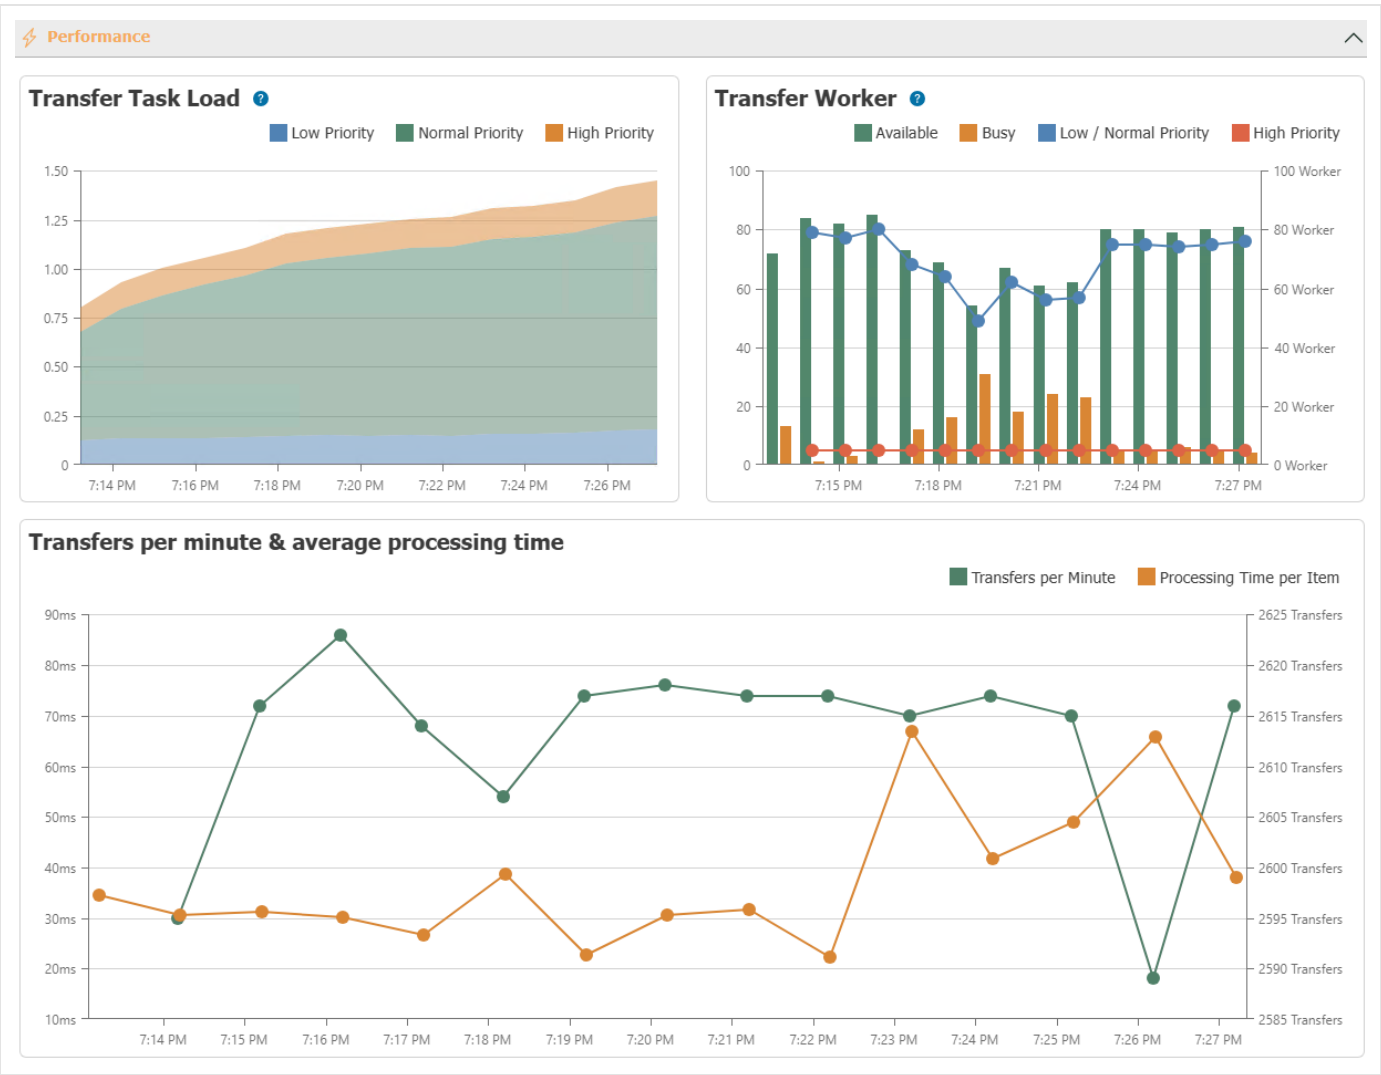 Performance
Transfer Task Load ?
Low Priority Normal Priority High Priority
1.50
1.25
1.00
0.75
0.50
0.25
0
7:14 PM 7:16 PM 7:18 PM 7:20 PM 7:22 PM 7:24 PM 7:26 PM
Transfer Worker ?
Available Busy Low / Normal Priority High Priority
100 100 Worker
80 80 Worker
60 60 Worker
40 40 Worker
20 20 Worker
0 0 Worker
7:15 PM 7:18 PM 7:21 PM 7:24 PM 7:27 PM
Transfers per minute & average processing time
Transfers per Minute Processing Time per Item
90ms 2625 Transfers
80ms 2620 Transfers
70ms 2615 Transfers
60ms 2610 Transfers
50ms 2605 Transfers
40ms 2600 Transfers
30ms 2595 Transfers
20ms 2590 Transfers
10ms 2585 Transfers
7:14 PM 7:15 PM 7:16 PM 7:17 PM 7:18 PM 7:19 PM 7:20 PM 7:21 PM 7:22 PM 7:23 PM 7:24 PM 7:25 PM 7:26 PM 7:27 PM